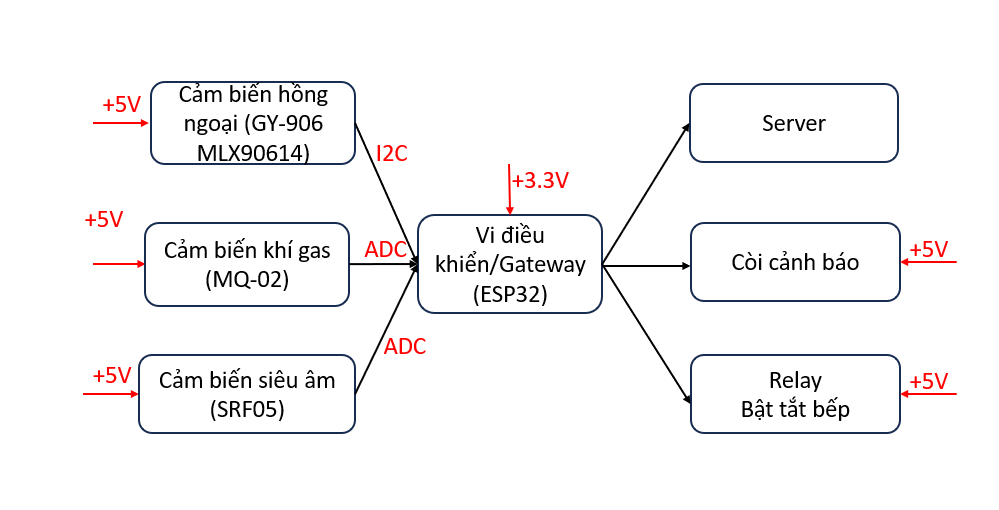 +5V
Cảm biến hồng
ngoại (GY-906
MLX90614)
I2C
+5V
Cảm biến khí gas
(MQ-02)
ADC
+5V
Cảm biến siêu âm
(SRF05)
ADC
+3.3V
Vi điều
khiển/Gateway
(ESP32)
Server
Còi cảnh báo
+5V
Relay
Bật tắt bếp
+5V